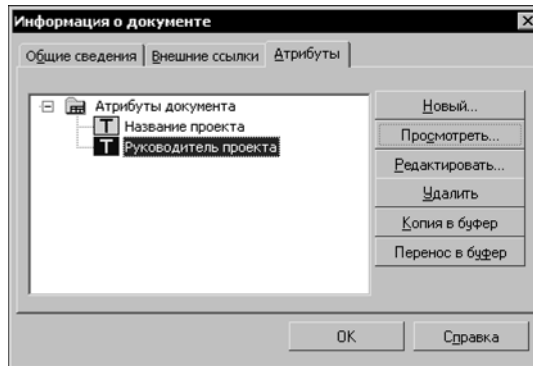 Информация о документе
Общие сведения Внешние ссылки Атрибуты
Атрибуты документа
Название проекта
Руководитель проекта
Новый...
Просмотреть...
Редактировать...
Удалить
Копия в буфер
Перенос в буфер
OK Справка